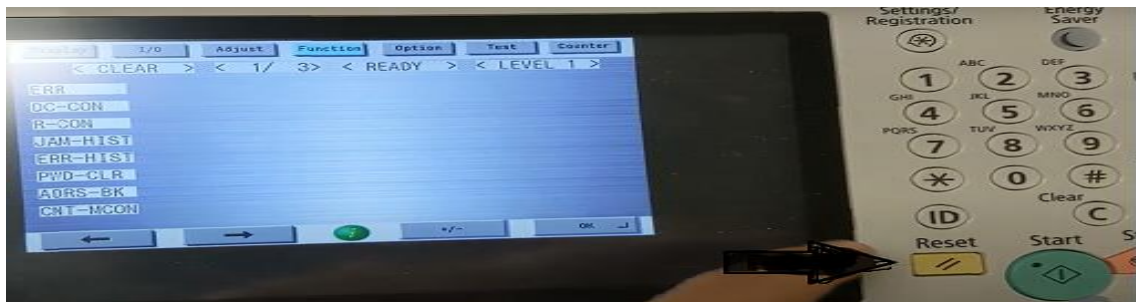 Display I/O Adjust Function Option Test Counter
< CLEAR > < 1/ 3> < READY > < LEVEL 1 >
ERR
DC-CON
R-CON
JAM-HIST
ERR-HIST
PWD-CLR
ADRS-BK
CNT-MCON
+/- OK
Settings/
Registration
Energy
Saver
ABC DEF
1 2 3
GHI JKL MNO
4 5 6
PQRS TUV WXYZ
7 8 9
* 0 #
Clear
ID C
Reset Start